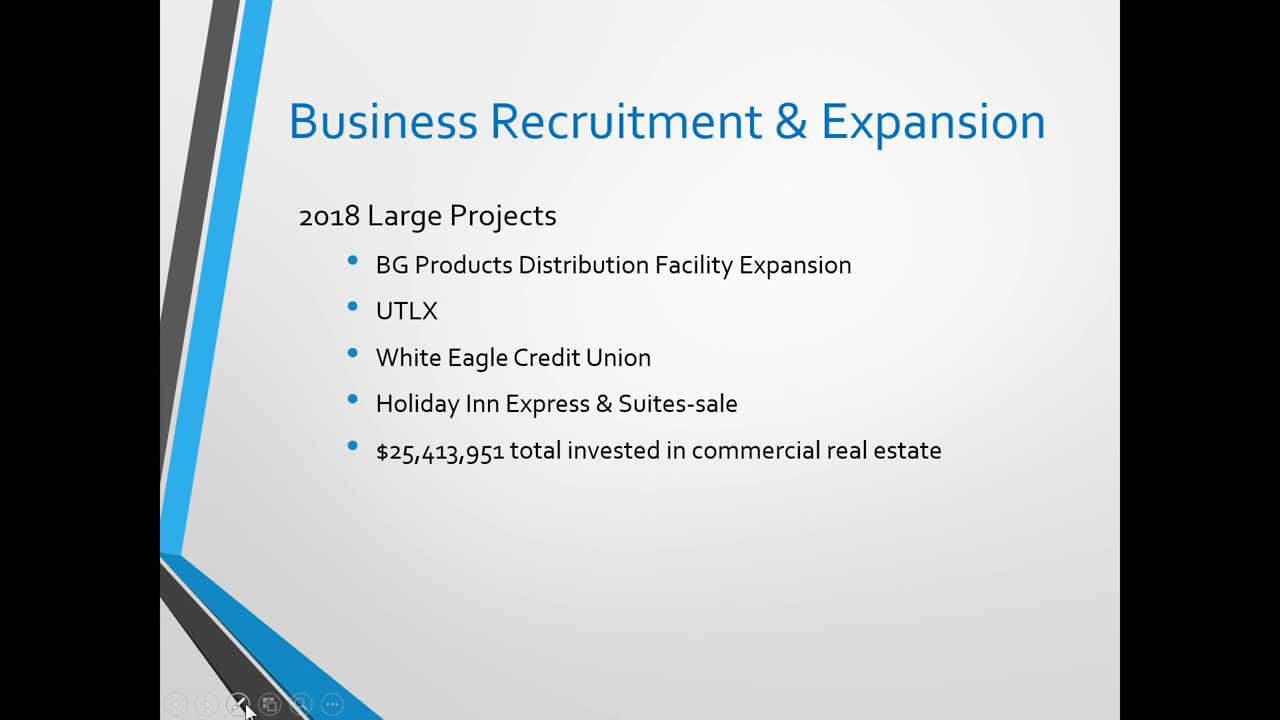 Business Recruitment & Expansion
2018 Large Projects
BG Products Distribution Facility Expansion
UTLX
White Eagle Credit Union
Holiday Inn Express & Suites-sale
$25,413,951 total invested in commercial real estate